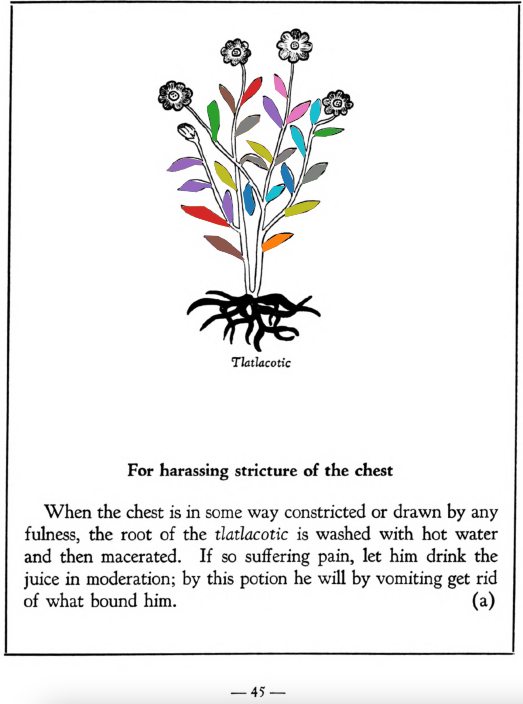 Tlatlacotic
For harassing stricture of the chest
When the chest is in some way constricted or drawn by any
fulness, the root of the tlatlacotic is washed with hot water
and then macerated. If so suffering pain, let him drink the
juice in moderation; by this potion he will by vomiting get rid
of what bound him. (a)
— 45 —